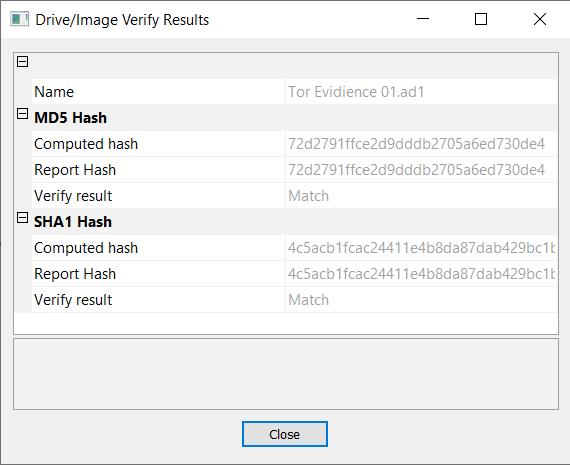 Drive/Image Verify Results
Name Tor Evidience 01.ad1
MD5 Hash
Computed hash 72d2791ffce2d9dddb2705a6ed730de4
Report Hash 72d2791ffce2d9dddb2705a6ed730de4
Verify result Match
SHA1 Hash
Computed hash 4c5acb1fcac24411e4b8da87dab429bc1b
Report Hash 4c5acb1fcac24411e4b8da87dab429bc1b
Verify result Match
Close